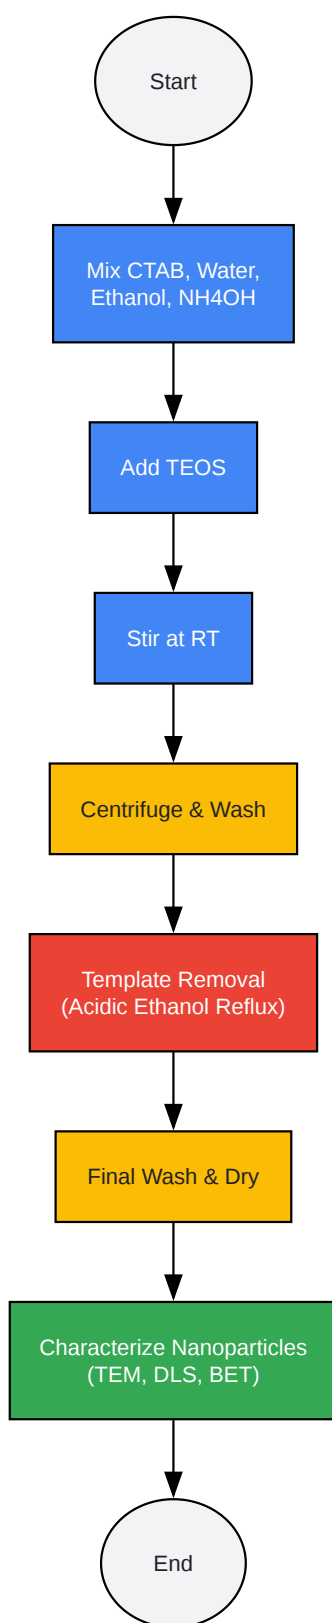 Start
Mix CTAB, Water,
Ethanol, NH4OH
Add TEOS
Stir at RT
Centrifuge & Wash
Template Removal
(Acidic Ethanol Reflux)
Final Wash & Dry
Characterize Nanoparticles
(TEM, DLS, BET)
End